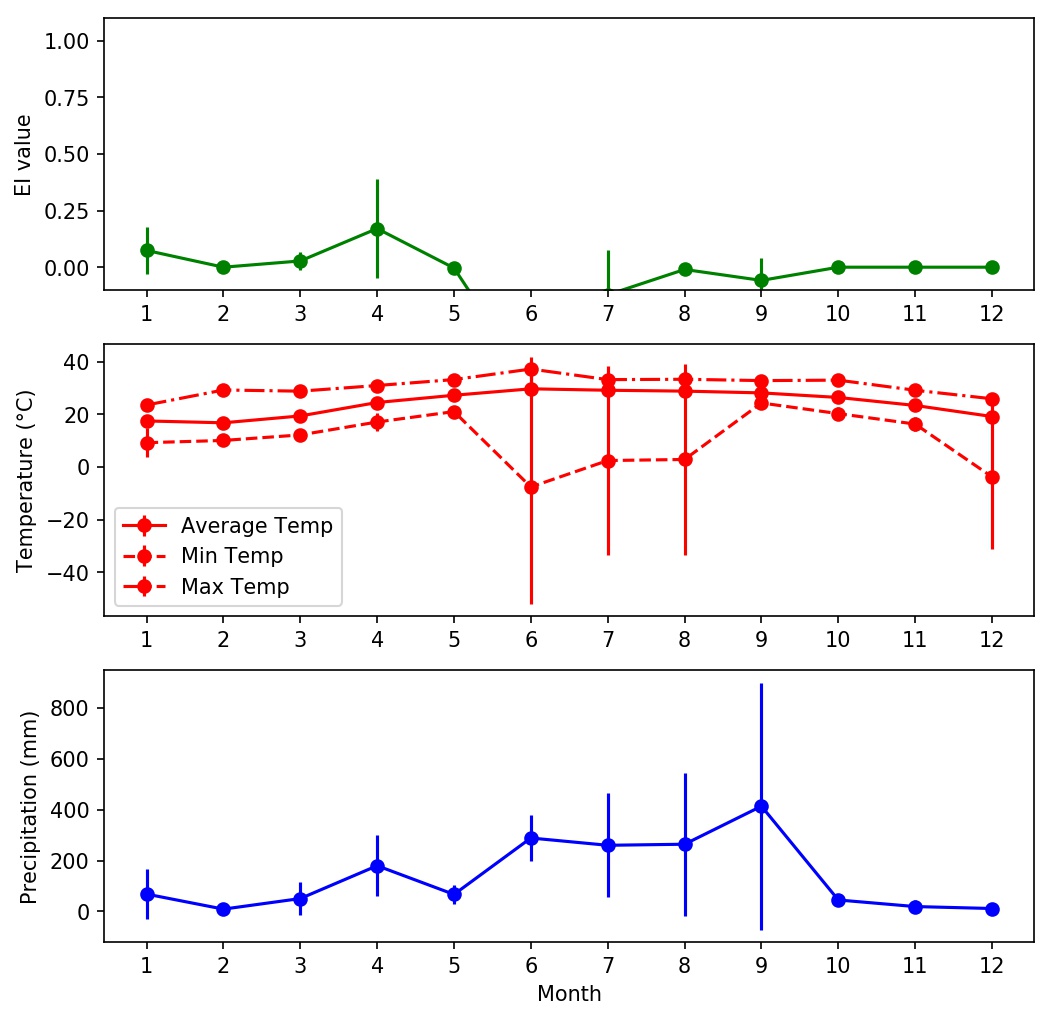 EI value
1.00
0.75
0.50
0.25
0.00
1 2 3 4 5 6 7 8 9 10 11 12
Temperature (°C)
40
20
0
−20
−40
Average Temp
Min Temp
Max Temp
1 2 3 4 5 6 7 8 9 10 11 12
Precipitation (mm)
800
600
400
200
0
1 2 3 4 5 6 7 8 9 10 11 12
Month